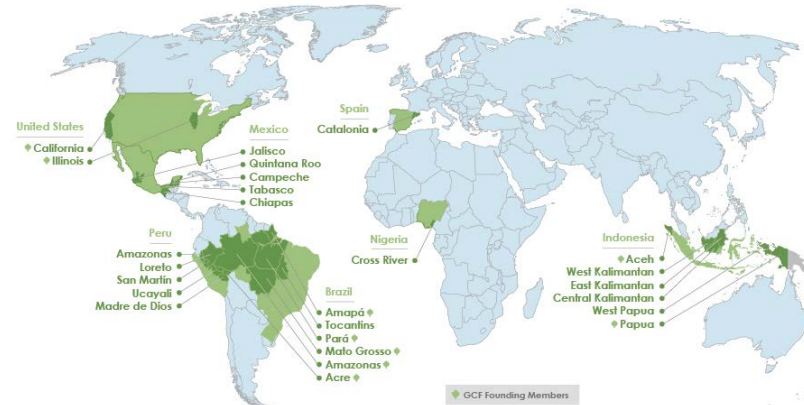 United States
California
Illinois
Mexico
Jalisco
Quintana Roo
Campeche
Tabasco
Chiapas
Peru
Amazonas
Loreto
San Martín
Ucayali
Madre de Dios
Brazil
Amapá
Tocantins
Pará
Mato Grosso
Amazonas
Acre
Spain
Catalonia
Nigeria
Cross River
Indonesia
Aceh
West Kalimantan
East Kalimantan
Central Kalimantan
West Papua
Papua
GCF Founding Members